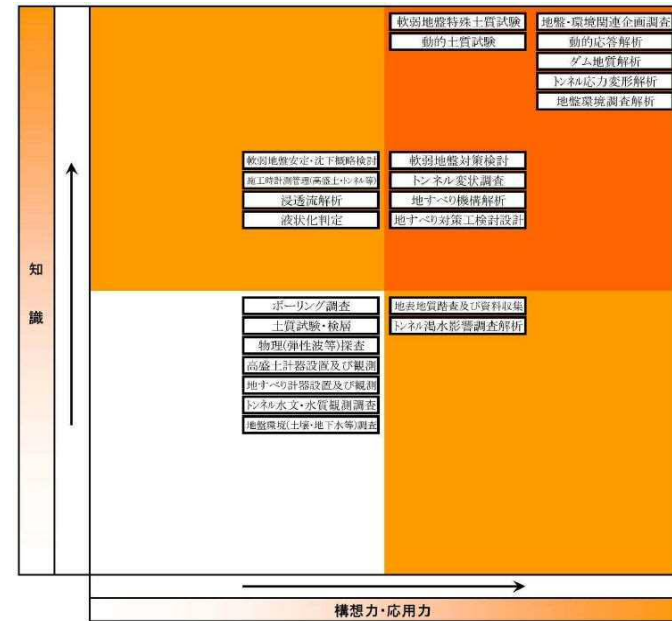 軟弱地盤特殊土質試験
動的土質試験
地盤・環境関連企画調査
動的応答解析
ダム地質解析
トンネル応力変形解析
地盤環境調査解析
軟弱地盤安定・沈下概略検討
施工時計測管理(高盛土・トンネル等)
浸透流解析
液状化判定
軟弱地盤対策検討
トンネル変状調査
地すべり機構解析
地すべり対策工検討設計
知
識
ボーリング調査
土質試験・検層
物理(弾性波等)探査
高盛土計器設置及び観測
地すべり計器設置及び観測
トンネル水文・水質観測調査
地盤環境(土壌・地下水等)調査
地表地質踏査及び資料収集
トンネル渇水影響調査解析
構想力・応用力